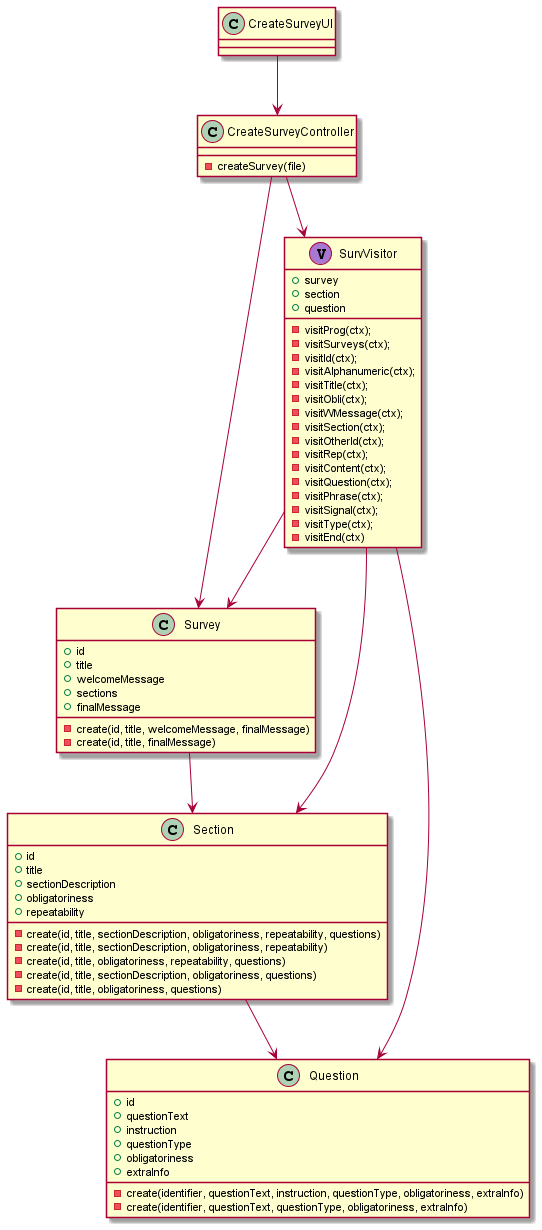 C CreateSurveyUI
C CreateSurveyController
createSurvey(file)
V SurvVisitor
survey
section
question
visitProg(ctx);
visitSurveys(ctx);
visitId(ctx);
visitAlphanumeric(ctx);
visitTitle(ctx);
visitObli(ctx);
visitWMessage(ctx);
visitSection(ctx);
visitOtherId(ctx);
visitRep(ctx);
visitContent(ctx);
visitQuestion(ctx);
visitPhrase(ctx);
visitSignal(ctx);
visitType(ctx);
visitEnd(ctx)
C Survey
id
title
welcomeMessage
sections
finalMessage
create(id, title, welcomeMessage, finalMessage)
create(id, title, finalMessage)
C Section
id
title
sectionDescription
obligatoriness
repeatability
create(id, title, sectionDescription, obligatoriness, repeatability, questions)
create(id, title, sectionDescription, obligatoriness, repeatability)
create(id, title, obligatoriness, repeatability, questions)
create(id, title, sectionDescription, obligatoriness, questions)
create(id, title, obligatoriness, questions)
C Question
id
questionText
instruction
questionType
obligatoriness
extraInfo
create(identifier, questionText, instruction, questionType, obligatoriness, extraInfo)
create(identifier, questionText, questionType, obligatoriness, extraInfo)